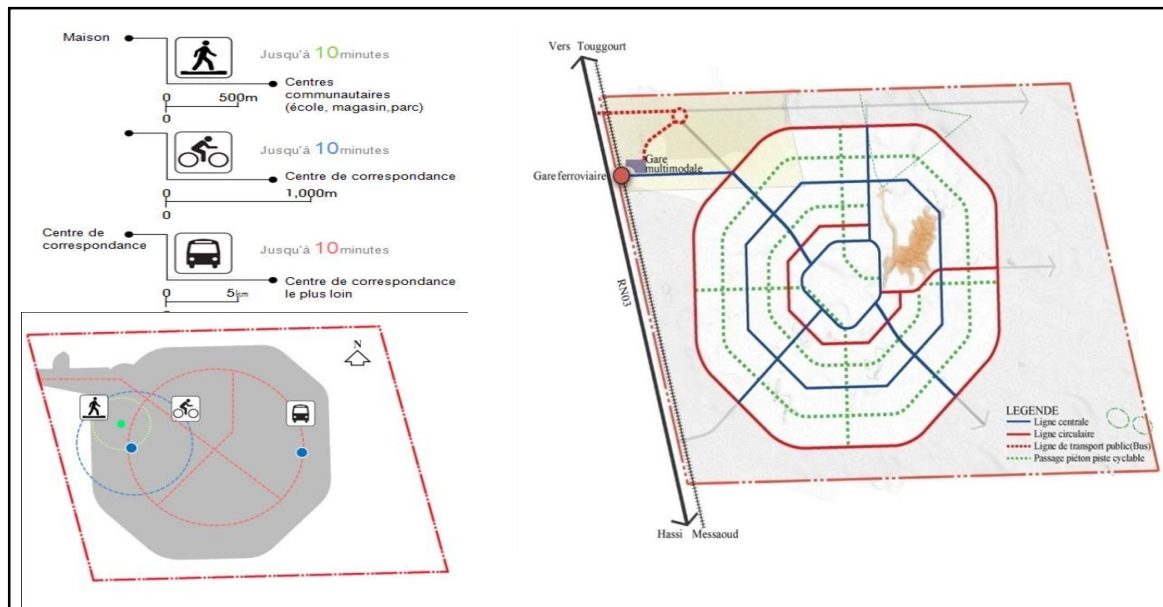 Maison
Jusqu'à 10 minutes
Centres
communautaires
(école, magasin,parc)
0 500m
0
Jusqu'à 10 minutes
Centre de correspondance
0 1,000m
0
Centre de
correspondance
Jusqu'à 10 minutes
Centre de correspondance
le plus loin
0 5 km
0
N
Vers Touggourt
Gare
multimodale
Gare ferroviaire
RN03
Hassi Messaoud
LEGENDE
Ligne centrale
Ligne circulaire
Ligne de transport public(Bus)
Passage piéton piste cyclable